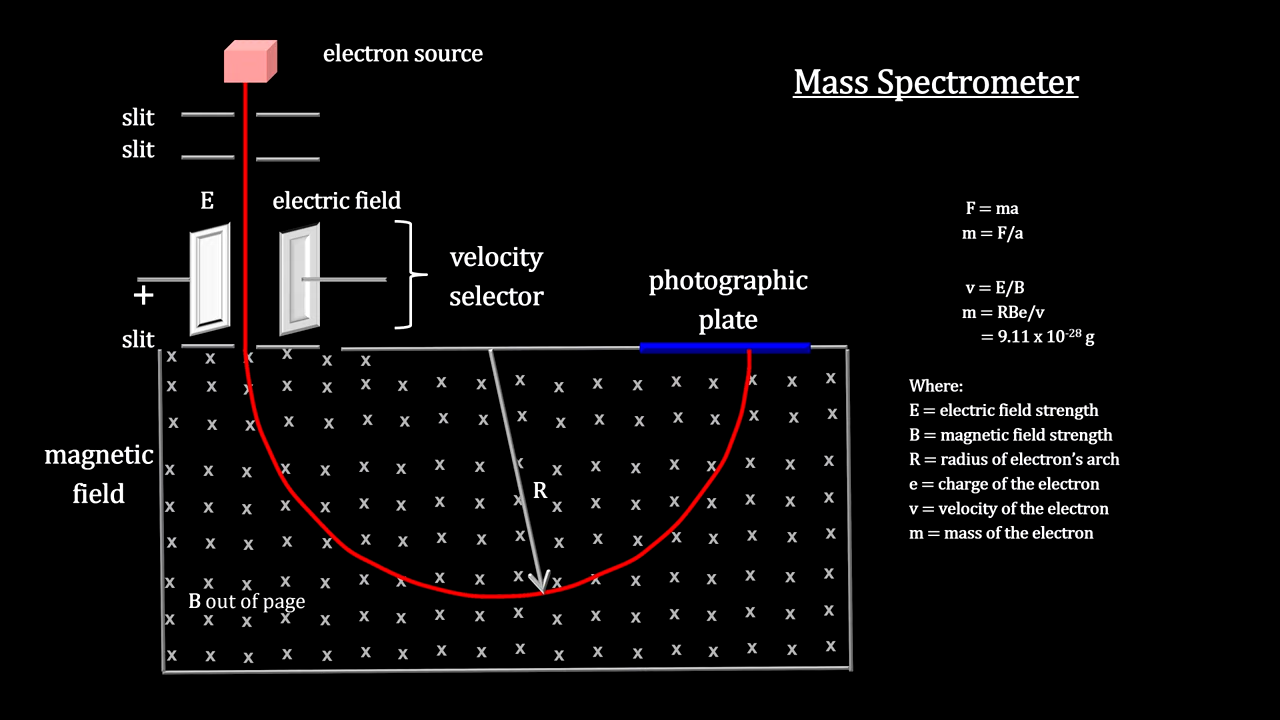 electron source
Mass Spectrometer
slit
slit
E
electric field
velocity
selector
+
photographic
plate
slit
magnetic
field
R
B out of page
x x x x x x
x x x x x x x x x x x x x x x x x x
x x x x x x x x x x x x x x x x x x
x x x x x x x x x x x x x x x x x x
x x x x x x x x x x x x x x x x x x
x x x x x x x x x x x x x x x x x x
x x x x x x x x x x x x x x x x x x
x x x x x x x x x x x x x x x x x x
x x x x x x x x x x x x x x x x x x
F = ma
m = F/a
v = E/B
m = RBe/v
= 9.11 x 10⁻²⁸ g
Where:
E = electric field strength
B = magnetic field strength
R = radius of electron's arch
e = charge of the electron
v = velocity of the electron
m = mass of the electron